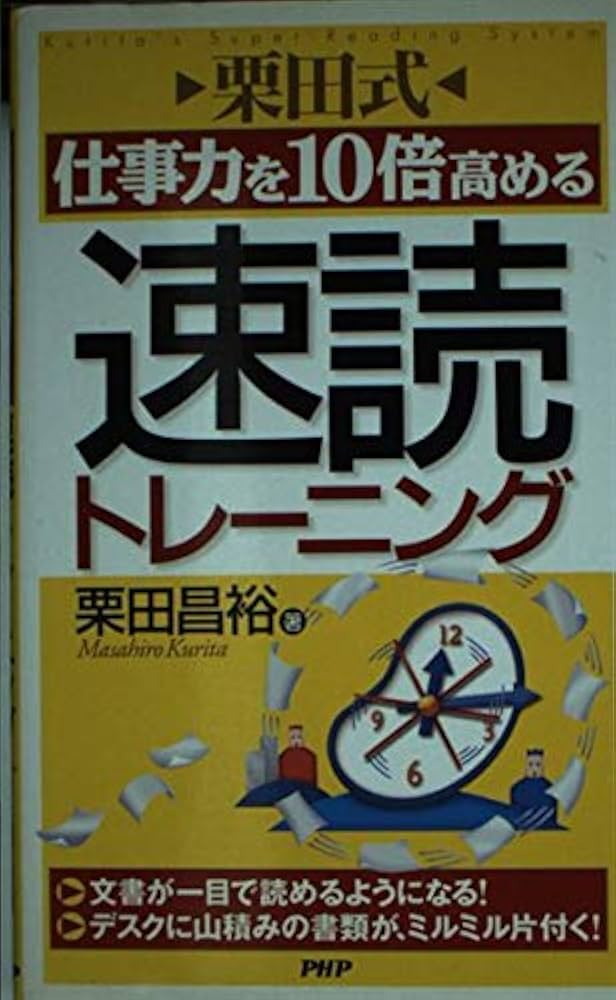 Kurita's Super Reading System
▶栗田式◀
仕事力を10倍高める
速読
トレーニング
栗田昌裕 著
Masahiro Kurita
12
9
3
6
文書が一目で読めるようになる!
デスクに山積みの書類が、ミルミル片付く!
PHP